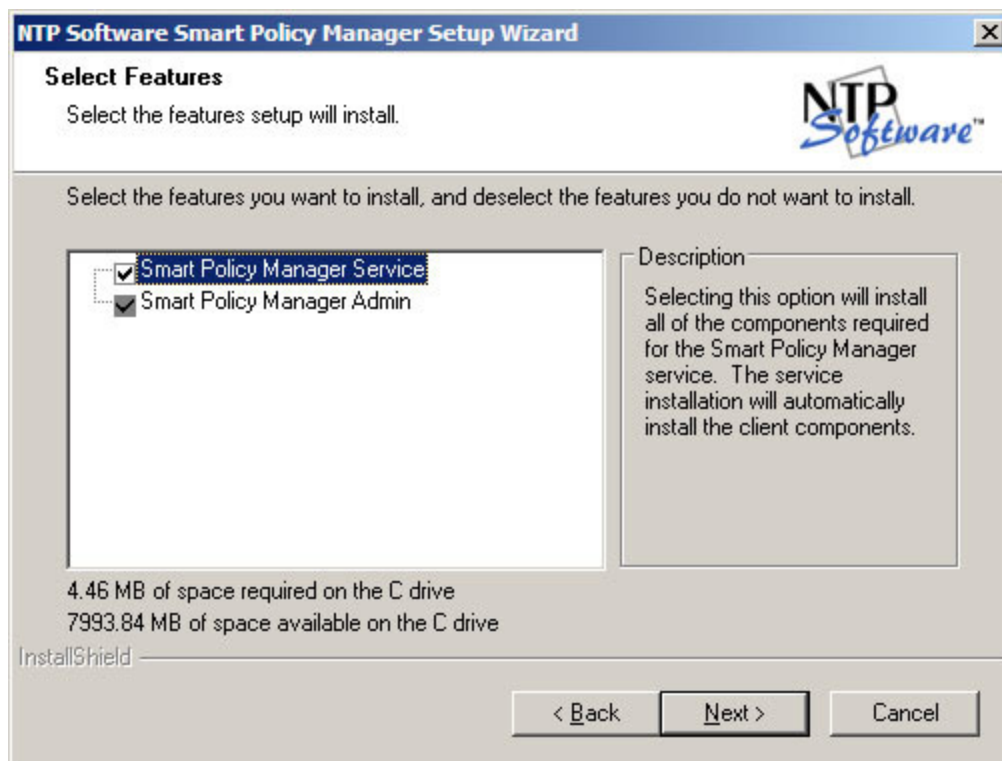 NTP Software Smart Policy Manager Setup Wizard
Select Features
Select the features setup will install.
NTP
Software™
Select the features you want to install, and deselect the features you do not want to install.
Smart Policy Manager Service
Smart Policy Manager Admin
Description
Selecting this option will install
all of the components required
for the Smart Policy Manager
service. The service
installation will automatically
install the client components.
4.46 MB of space required on the C drive
7993.84 MB of space available on the C drive
InstallShield
< Back
Next >
Cancel